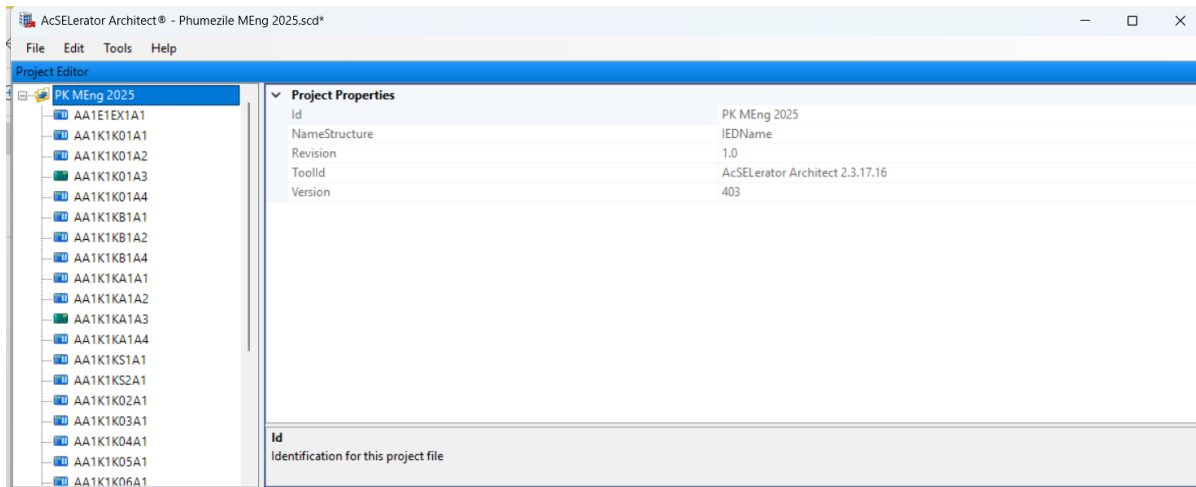 AcSELerator Architect® - Phumezile MEng 2025.scd*
File Edit Tools Help
Project Editor
PK MEng 2025
AA1E1EX1A1
AA1K1K01A1
AA1K1K01A2
AA1K1K01A3
AA1K1K01A4
AA1K1KB1A1
AA1K1KB1A2
AA1K1KB1A4
AA1K1KA1A1
AA1K1KA1A2
AA1K1KA1A3
AA1K1KA1A4
AA1K1KS1A1
AA1K1KS2A1
AA1K1K02A1
AA1K1K03A1
AA1K1K04A1
AA1K1K05A1
AA1K1K06A1
Project Properties
Id PK MEng 2025
NameStructure IEDName
Revision 1.0
ToolId AcSELerator Architect 2.3.17.16
Version 403
Id
Identification for this project file